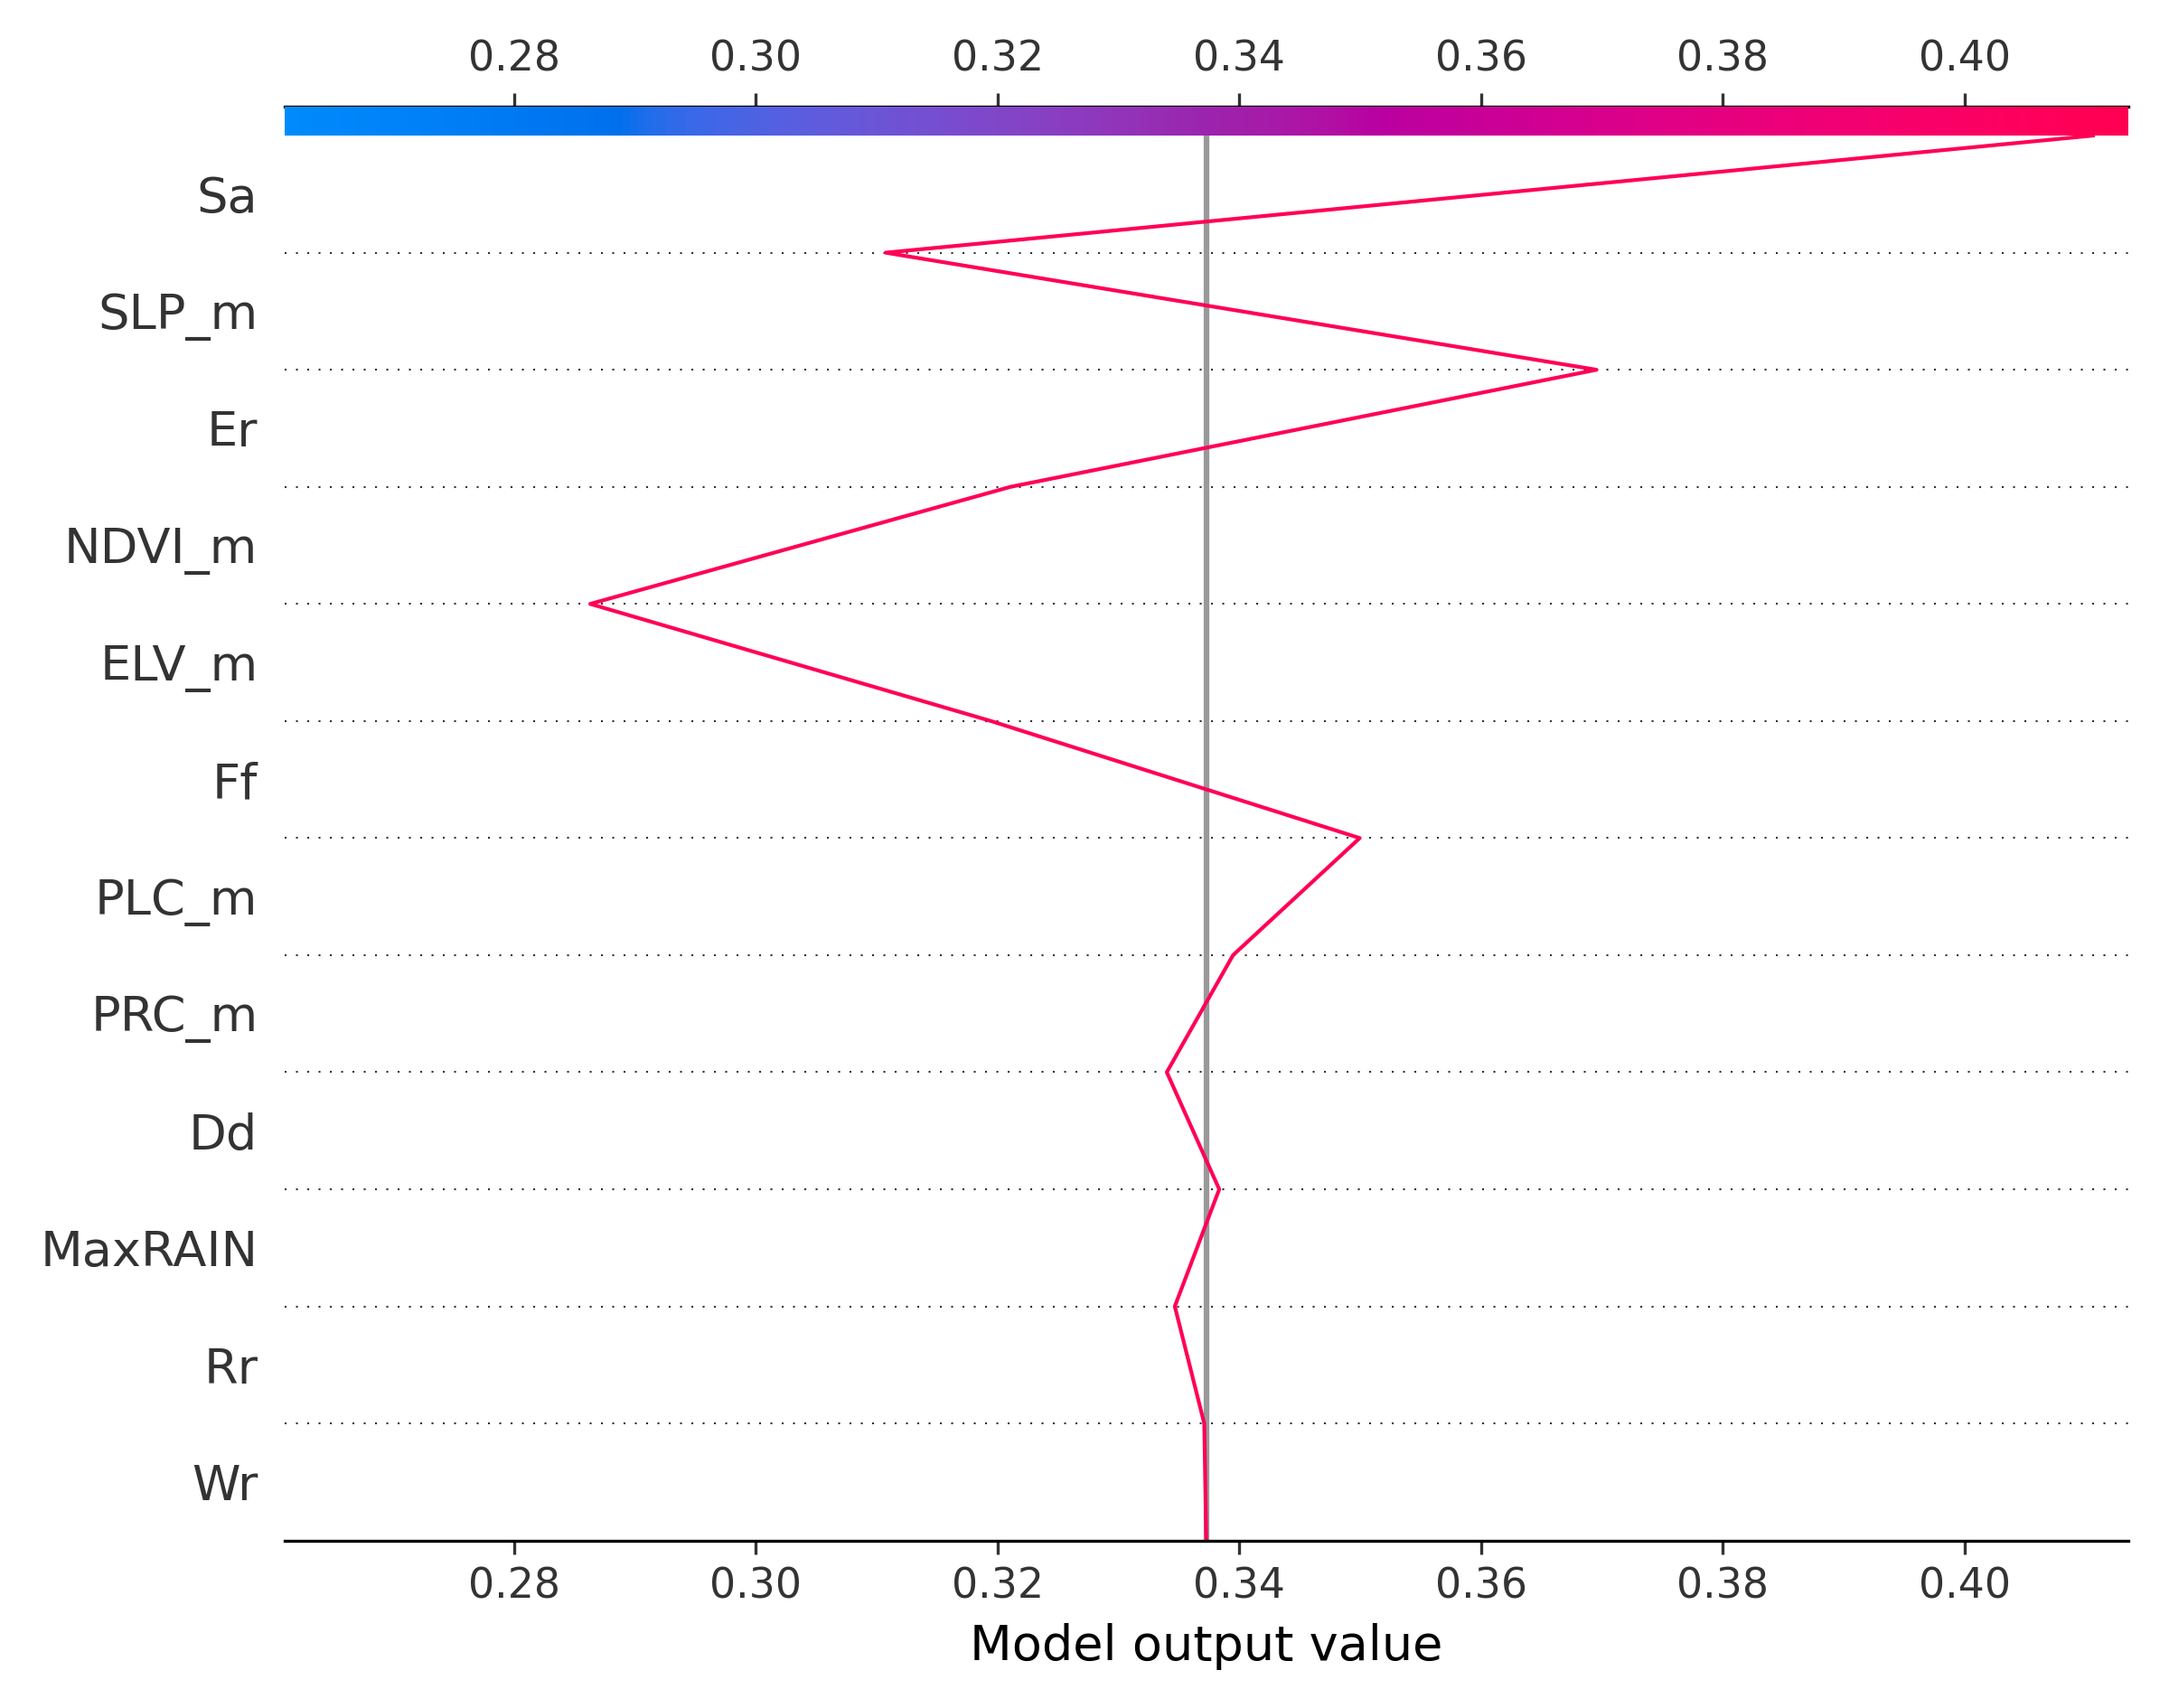 0.28 0.30 0.32 0.34 0.36 0.38 0.40
Sa
SLP_m
Er
NDVI_m
ELV_m
Ff
PLC_m
PRC_m
Dd
MaxRAIN
Rr
Wr
0.28 0.30 0.32 0.34 0.36 0.38 0.40
Model output value